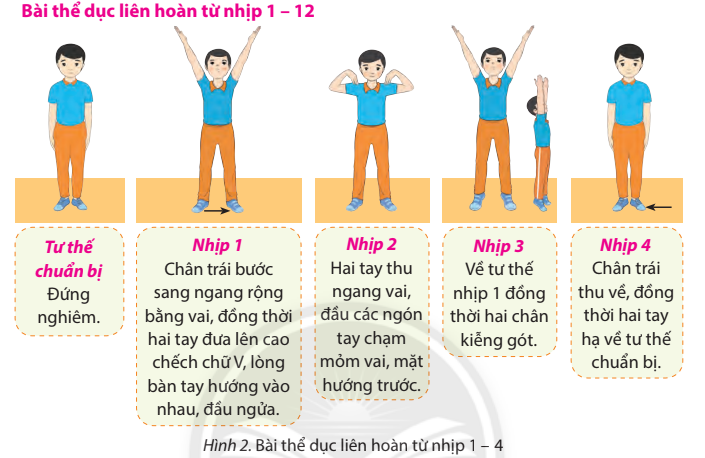 Bài thể dục liên hoàn từ nhịp 1 – 12
Tư thế
chuẩn bị
Đứng
nghiêm.
Nhịp 1
Chân trái bước
sang ngang rộng
bằng vai, đồng thời
hai tay đưa lên cao
chếch chữ V, lòng
bàn tay hướng vào
nhau, đầu ngửa.
Nhịp 2
Hai tay thu
ngang vai,
đầu các ngón
tay chạm
mỏm vai, mặt
hướng trước.
Nhịp 3
Về tư thế
nhịp 1 đồng
thời hai chân
kiễng gót.
Nhịp 4
Chân trái
thu về, đồng
thời hai tay
hạ về tư thế
chuẩn bị.
Hình 2. Bài thể dục liên hoàn từ nhịp 1 – 4